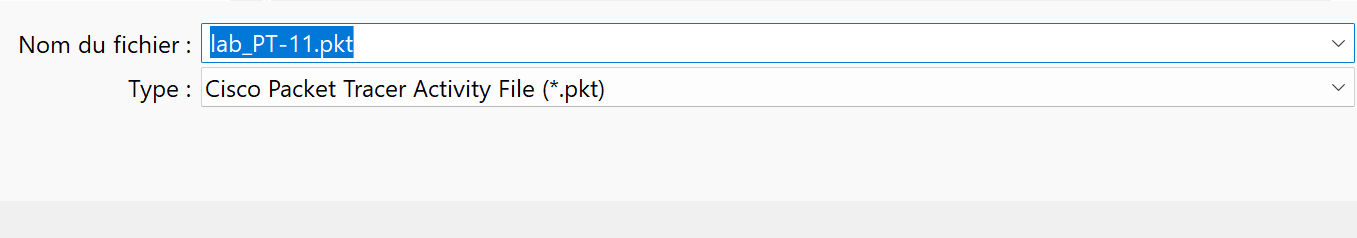 Nom du fichier : lab_PT-11.pkt
Type : Cisco Packet Tracer Activity File (*.pkt)